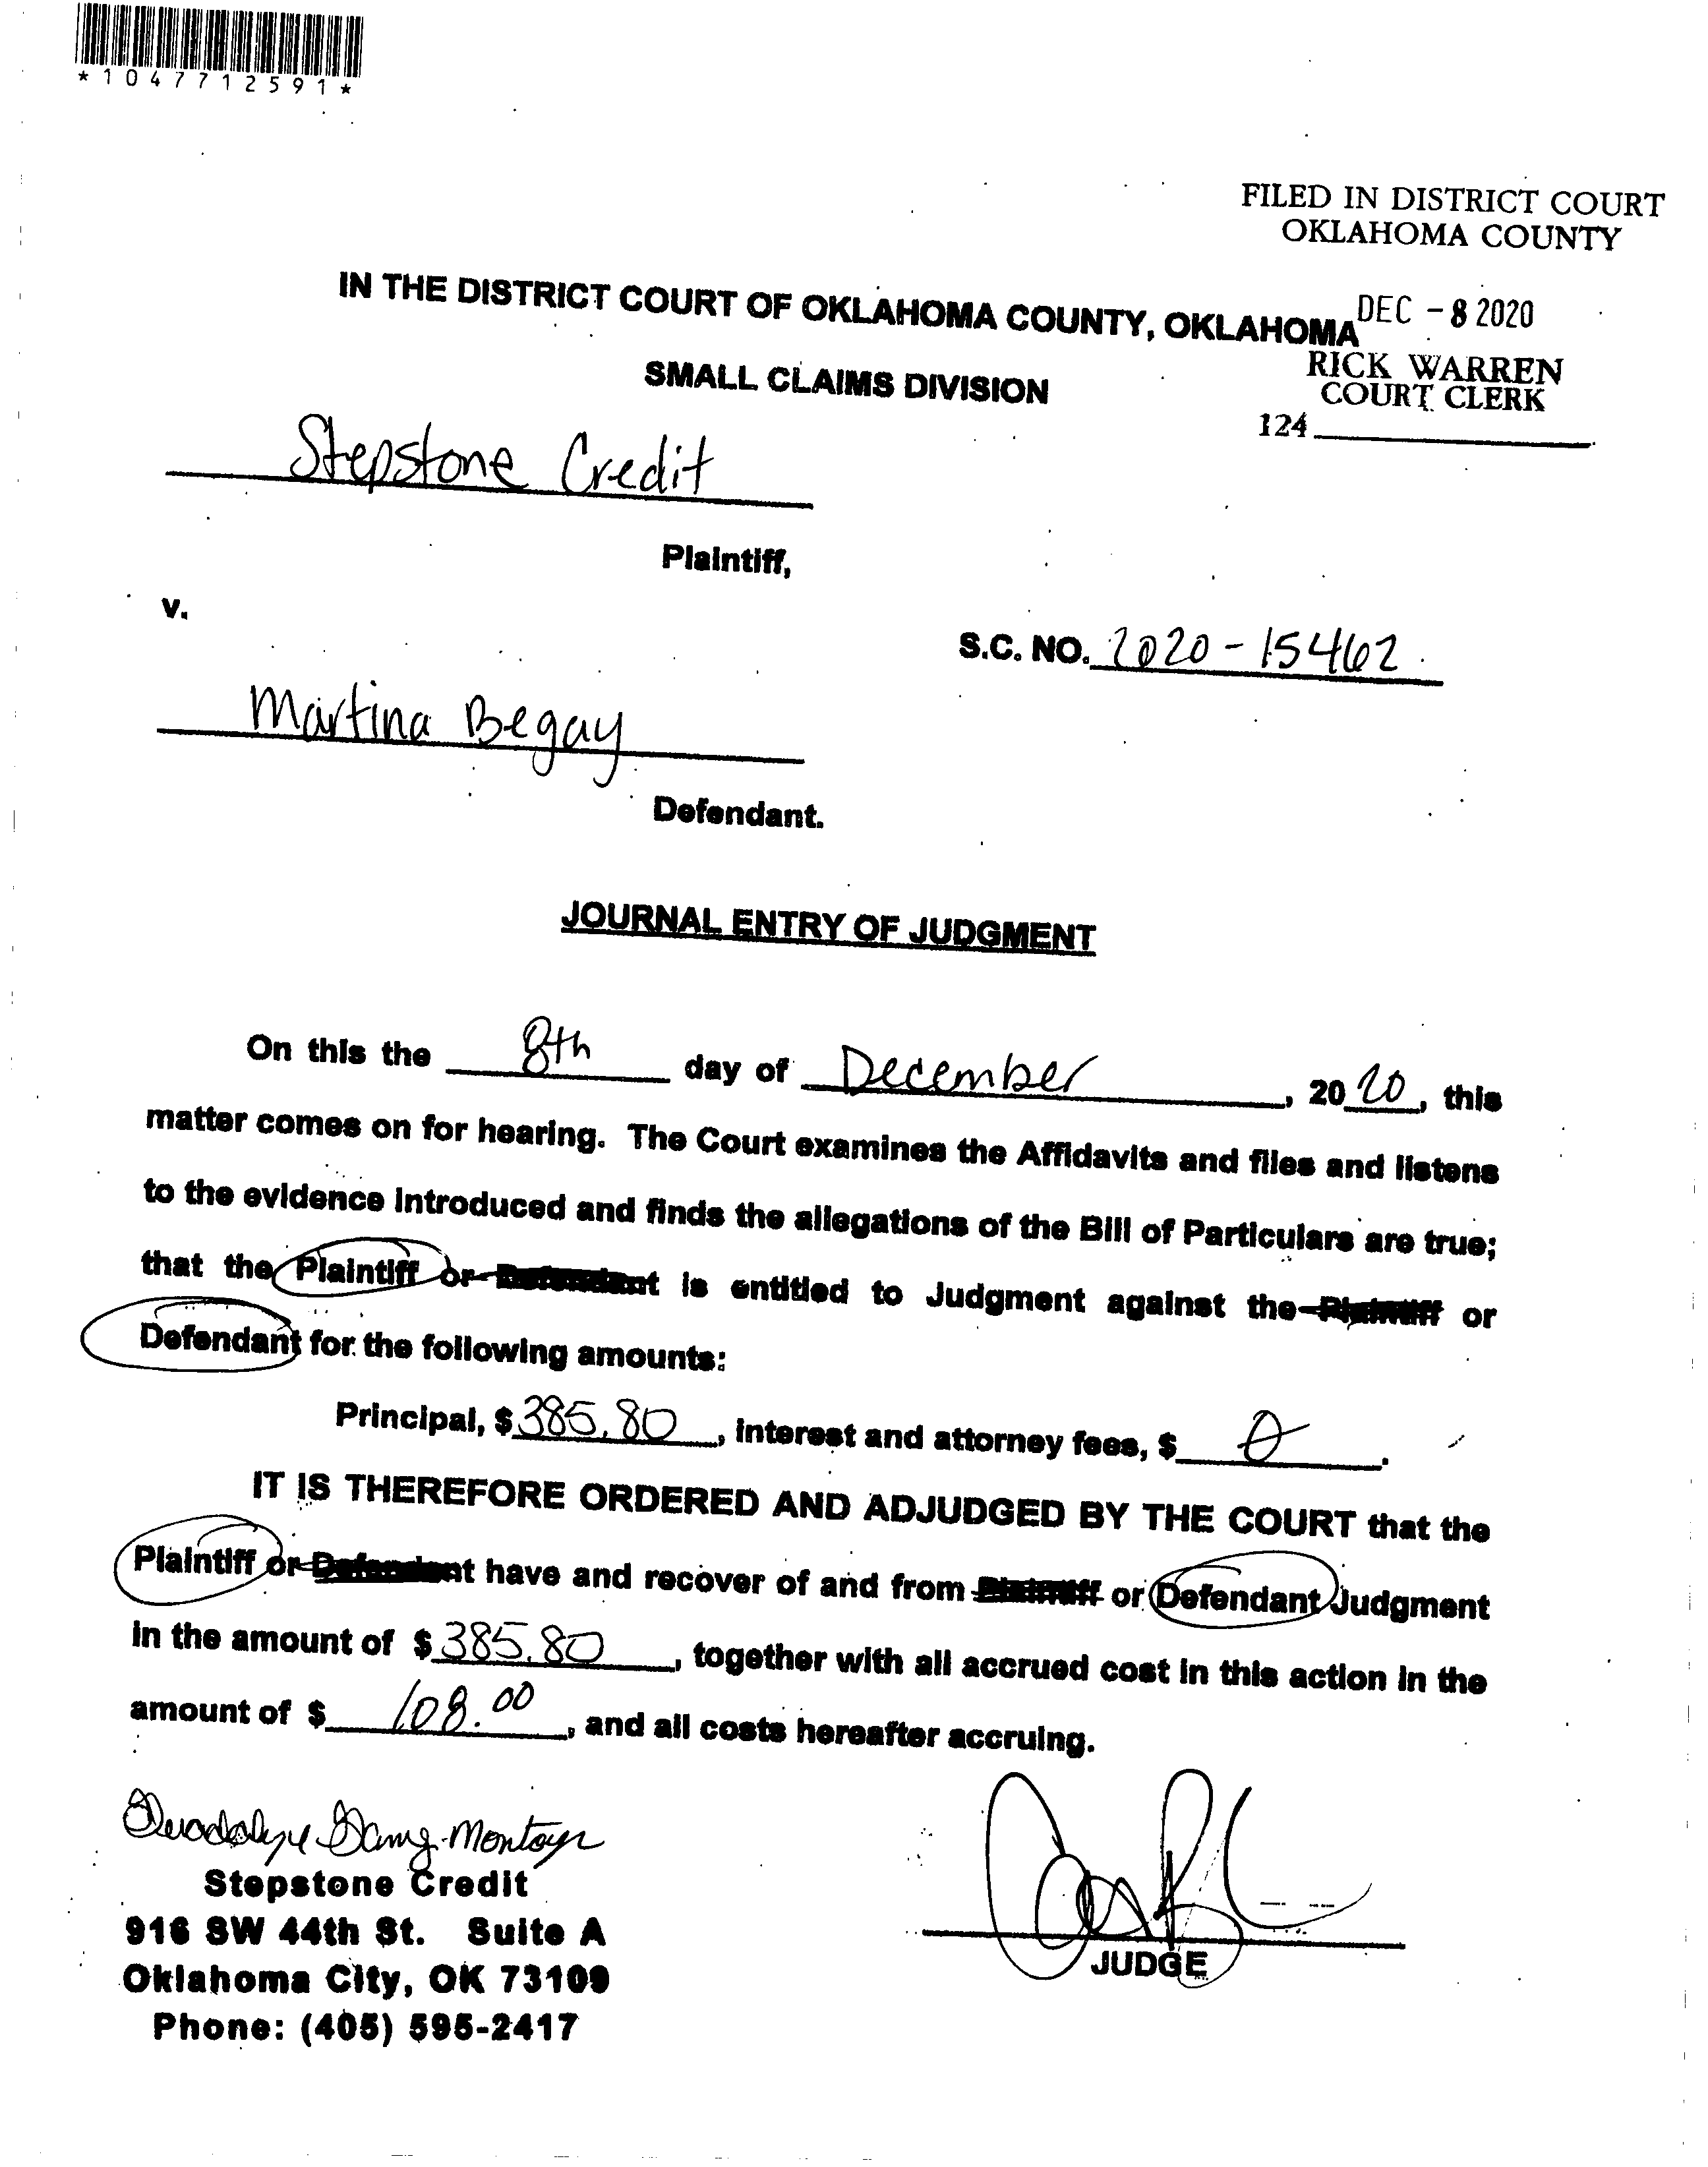 *1047712591*
FILED IN DISTRICT COURT
OKLAHOMA COUNTY
DEC - 8 2020
RICK WARREN
COURT CLERK
124
IN THE DISTRICT COURT OF OKLAHOMA COUNTY, OKLAHOMA
SMALL CLAIMS DIVISION
Stepstone Credit
Plaintiff,
v.
S.C. NO. 2020-15462
Martina Begay
Defendant.
JOURNAL ENTRY OF JUDGMENT
On this the 8th day of December, 2020, this
matter comes on for hearing. The Court examines the Affidavits and files and listens
to the evidence introduced and finds the allegations of the Bill of Particulars are true;
that the Plaintiff or Defendant is entitled to Judgment against the Plaintiff or
Defendant for the following amounts:
Principal, $385.80, interest and attorney fees, $ 0.
IT IS THEREFORE ORDERED AND ADJUDGED BY THE COURT that the
Plaintiff or Defendant have and recover of and from Plaintiff or Defendant Judgment
in the amount of $385.80, together with all accrued cost in this action in the
amount of $ 108.00, and all costs hereafter accruing.
Montoya
Stepstone Credit
916 SW 44th St. Suite A
Oklahoma City, OK 73109
Phone: (405) 595-2417
JUDGE